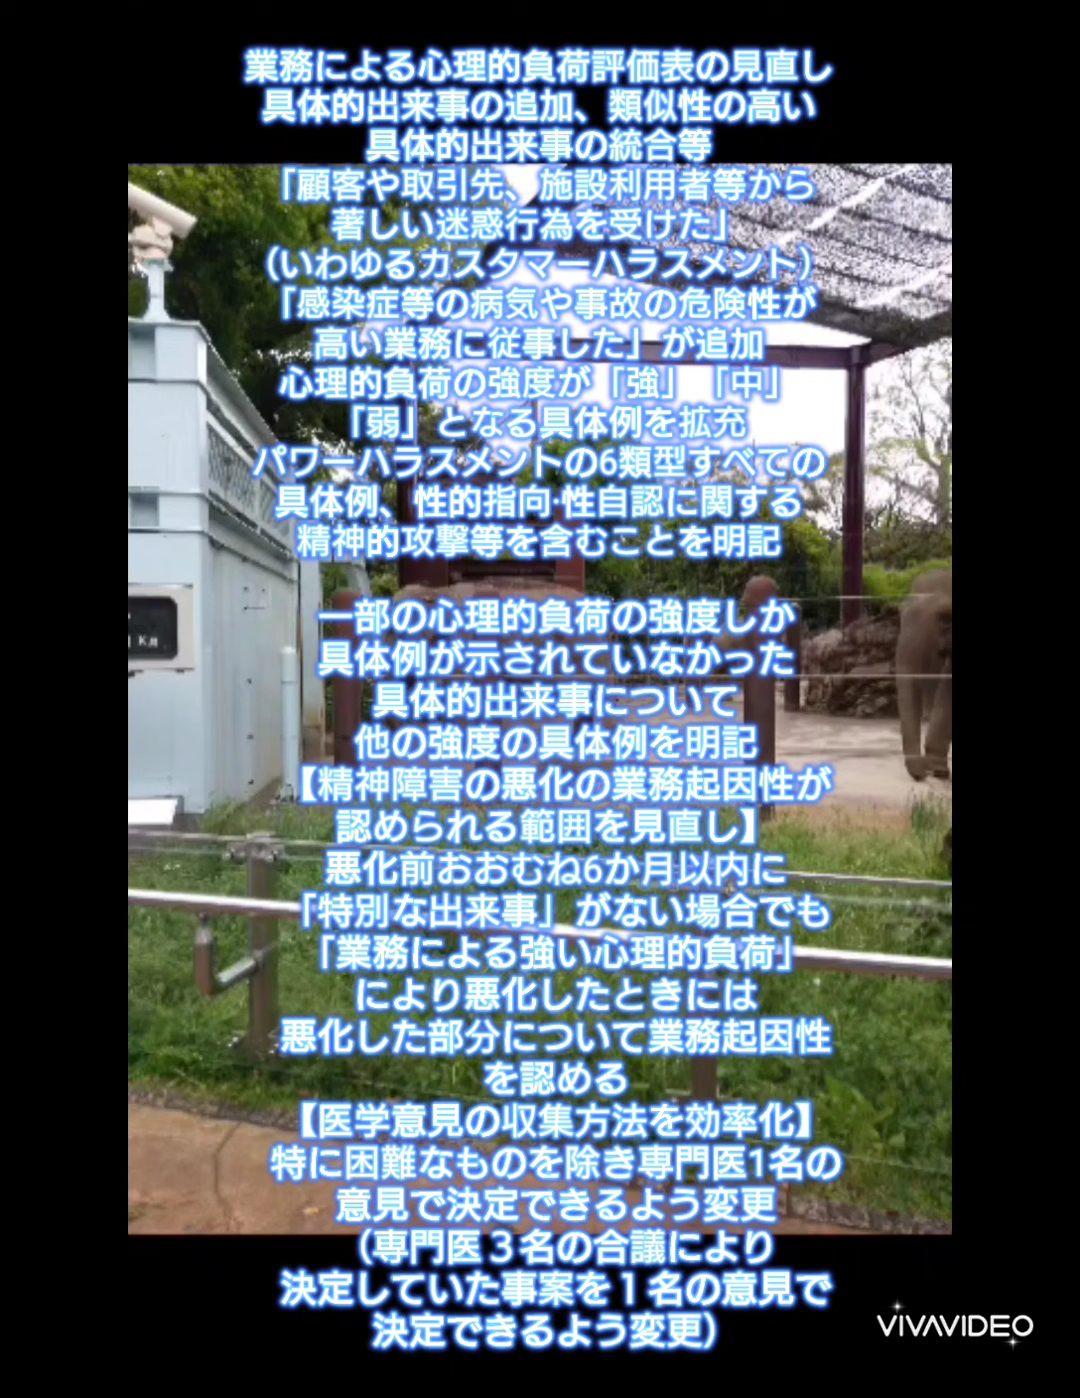 業務による心理的負荷評価表の見直し
具体的出来事の追加、類似性の高い
具体的出来事の統合等
「顧客や取引先、施設利用者等から
著しい迷惑行為を受けた」
(いわゆるカスタマーハラスメント)
「感染症等の病気や事故の危険性が
高い業務に従事した」が追加
心理的負荷の強度が「強」「中」
「弱」となる具体例を拡充
パワーハラスメントの6類型すべての
具体例、性的指向·性自認に関する
精神的攻撃等を含むことを明記
一部の心理的負荷の強度しか
具体例が示されていなかった
具体的出来事について
他の強度の具体例を明記
【精神障害の悪化の業務起因性が
認められる範囲を見直し】
悪化前おおむね6か月以内に
「特別な出来事」がない場合でも
「業務による強い心理的負荷」
により悪化したときには
悪化した部分について業務起因性
を認める
【医学意見の収集方法を効率化】
特に困難なものを除き専門医1名の
意見で決定できるよう変更
(専門医３名の合議により
決定していた事案を１名の意見で
決定できるよう変更)
VIVAVIDEO